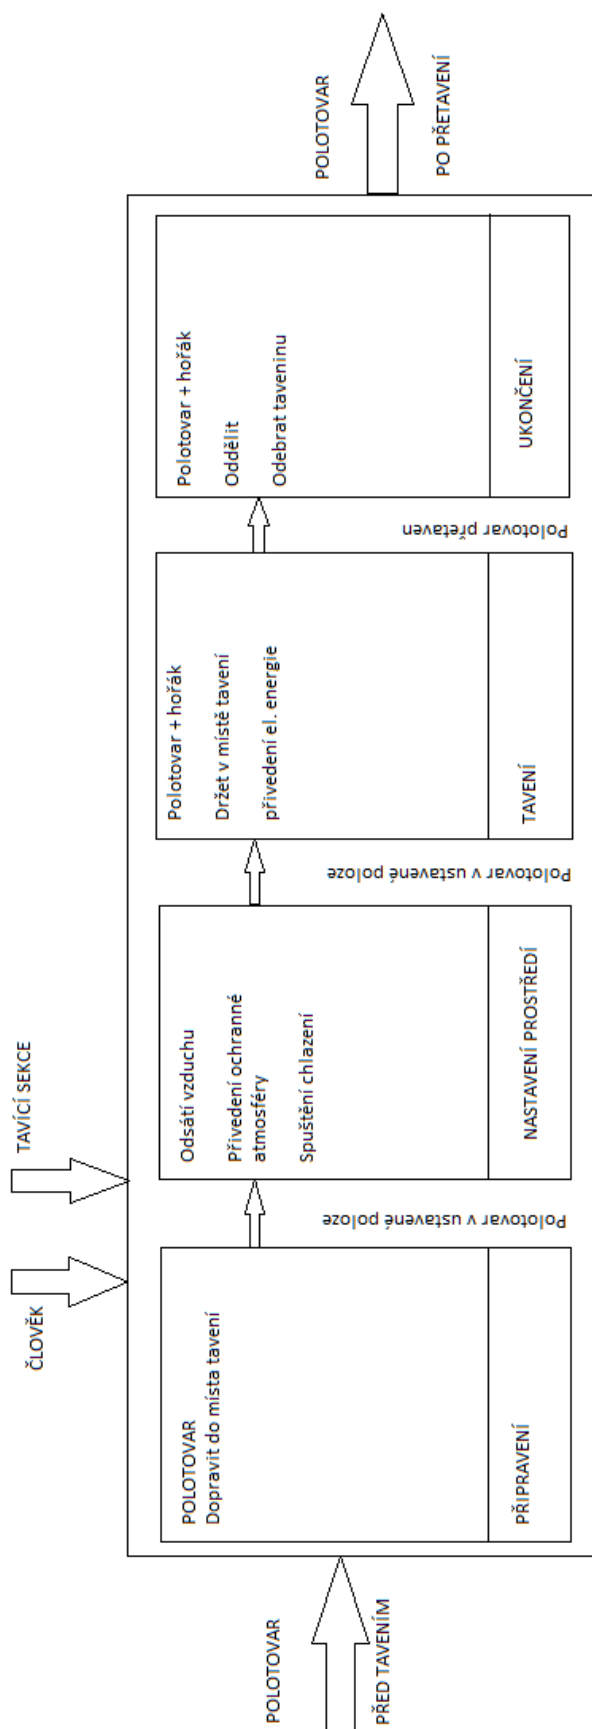 ČLOVĚK
TAVÍCÍ SEKCE
POLOTOVAR
PŘED TAVENÍM
POLOTOVAR
Dopravit do místa tavení
PŘIPRAVENÍ
Polotovar v ustavené poloze
Odsátí vzduchu
Přivedení ochranné
atmosféry
Spuštění chlazení
NASTAVENÍ PROSTŘEDÍ
Polotovar v ustavené poloze
Polotovar + hořák
Držet v místě tavení
přivedení el. energie
TAVENÍ
Polotovar přetaven
Polotovar + hořák
Oddělit
Odebrat taveninu
UKONČENÍ
POLOTOVAR
PO PŘETAVENÍ